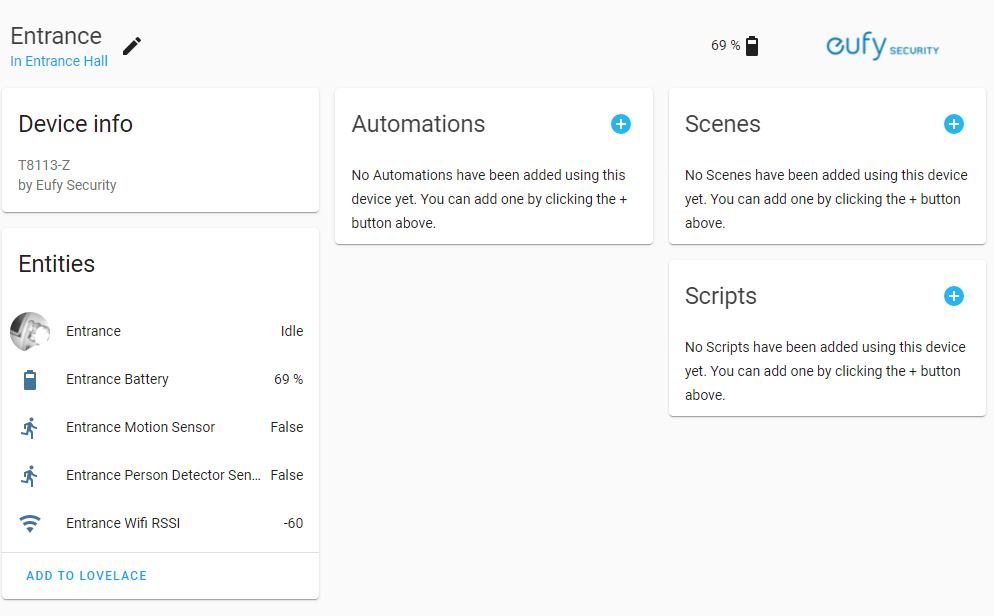 Entrance
In Entrance Hall
69 %
eufy SECURITY
Device info
T8113-Z
by Eufy Security
Entities
Entrance Idle
Entrance Battery 69 %
Entrance Motion Sensor False
Entrance Person Detector Sen... False
Entrance Wifi RSSI -60
ADD TO LOVELACE
Automations
No Automations have been added using this
device yet. You can add one by clicking the +
button above.
Scenes
No Scenes have been added using this device
yet. You can add one by clicking the + button
above.
Scripts
No Scripts have been added using this device
yet. You can add one by clicking the + button
above.